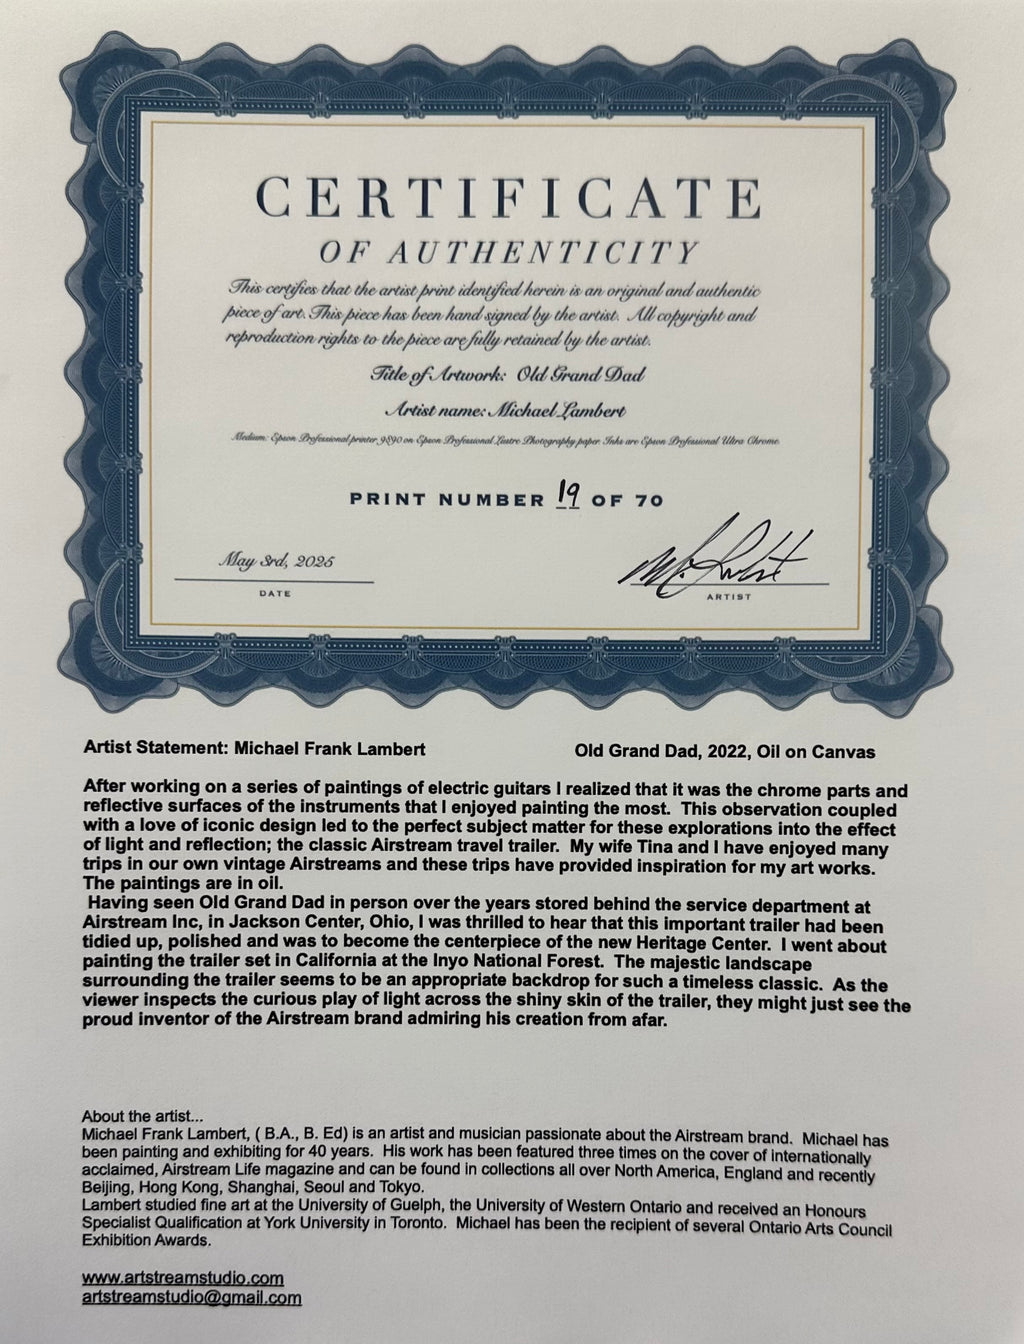 CERTIFICATE
OF AUTHENTICITY
This certifies that the artist print identified herein is an original and authentic
piece of art. This piece has been hand signed by the artist. All copyright and
reproduction rights to the piece are fully retained by the artist.
Title of Artwork: Old Grand Dad
Artist name: Michael Lambert
Medium: Epson Professional printer 9890 on Epson Professional Lustre Photography paper. Inks are Epson Professional Ultra Chrome.
PRINT NUMBER 19 OF 70
May 3rd, 2025
DATE
ARTIST
Artist Statement: Michael Frank Lambert Old Grand Dad, 2022, Oil on Canvas
After working on a series of paintings of electric guitars I realized that it was the chrome parts and
reflective surfaces of the instruments that I enjoyed painting the most. This observation coupled
with a love of iconic design led to the perfect subject matter for these explorations into the effect
of light and reflection; the classic Airstream travel trailer. My wife Tina and I have enjoyed many
trips in our own vintage Airstreams and these trips have provided inspiration for my art works.
The paintings are in oil.
Having seen Old Grand Dad in person over the years stored behind the service department at
Airstream Inc, in Jackson Center, Ohio, I was thrilled to hear that this important trailer had been
tidied up, polished and was to become the centerpiece of the new Heritage Center. I went about
painting the trailer set in California at the Inyo National Forest. The majestic landscape
surrounding the trailer seems to be an appropriate backdrop for such a timeless classic. As the
viewer inspects the curious play of light across the shiny skin of the trailer, they might just see the
proud inventor of the Airstream brand admiring his creation from afar.
About the artist...
Michael Frank Lambert, ( B.A., B. Ed) is an artist and musician passionate about the Airstream brand. Michael has
been painting and exhibiting for 40 years. His work has been featured three times on the cover of internationally
acclaimed, Airstream Life magazine and can be found in collections all over North America, England and recently
Beijing, Hong Kong, Shanghai, Seoul and Tokyo.
Lambert studied fine art at the University of Guelph, the University of Western Ontario and received an Honours
Specialist Qualification at York University in Toronto. Michael has been the recipient of several Ontario Arts Council
Exhibition Awards.
www.artstreamstudio.com
artstreamstudio@gmail.com